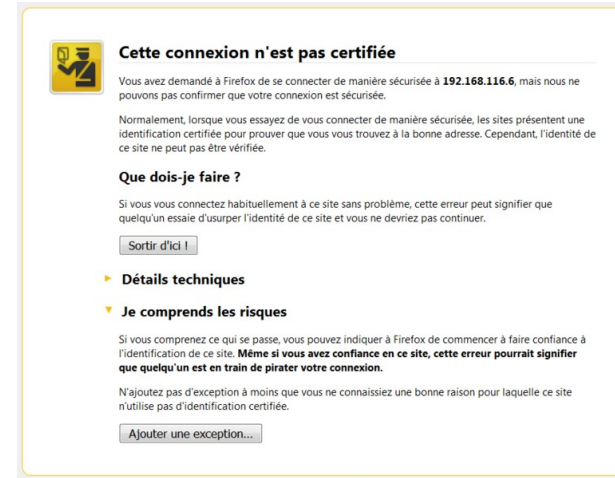 Cette connexion n'est pas certifiée
Vous avez demandé à Firefox de se connecter de manière sécurisée à 192.168.116.6, mais nous ne
pouvons pas confirmer que votre connexion est sécurisée.
Normalement, lorsque vous essayez de vous connecter de manière sécurisée, les sites présentent une
identification certifiée pour prouver que vous vous trouvez à la bonne adresse. Cependant, l'identité de
ce site ne peut pas être vérifiée.
Que dois-je faire ?
Si vous vous connectez habituellement à ce site sans problème, cette erreur peut signifier que
quelqu'un essaie d'usurper l'identité de ce site et vous ne devriez pas continuer.
Sortir d'ici !
Détails techniques
Je comprends les risques
Si vous comprenez ce qui se passe, vous pouvez indiquer à Firefox de commencer à faire confiance à
l'identification de ce site. Même si vous avez confiance en ce site, cette erreur pourrait signifier
que quelqu'un est en train de pirater votre connexion.
N'ajoutez pas d'exception à moins que vous ne connaissiez une bonne raison pour laquelle ce site
n'utilise pas d'identification certifiée.
Ajouter une exception...